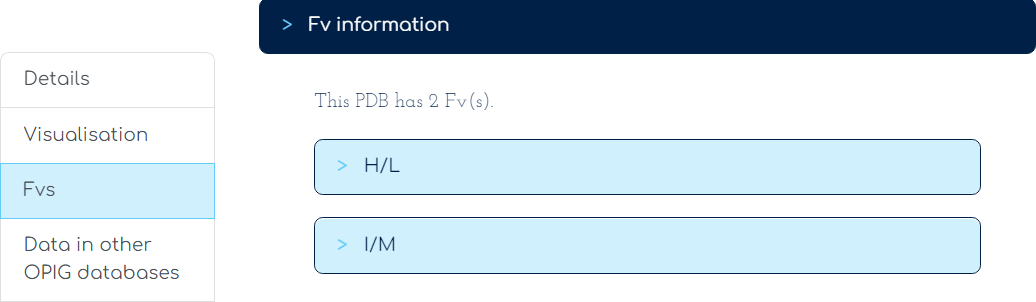 > Fv information
Details
Visualisation
Fvs
Data in other
OPIG databases
This PDB has 2 Fv(s).
> H/L
> I/M